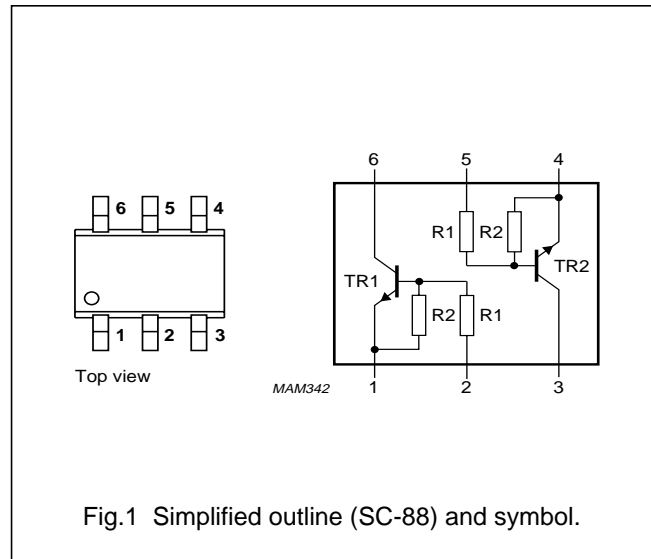 6 5 4
1 2 3
Top view
6 5 4
R1 R2
TR1 TR2
R2 R1
MAM342
1 2 3
Fig.1 Simplified outline (SC-88) and symbol.